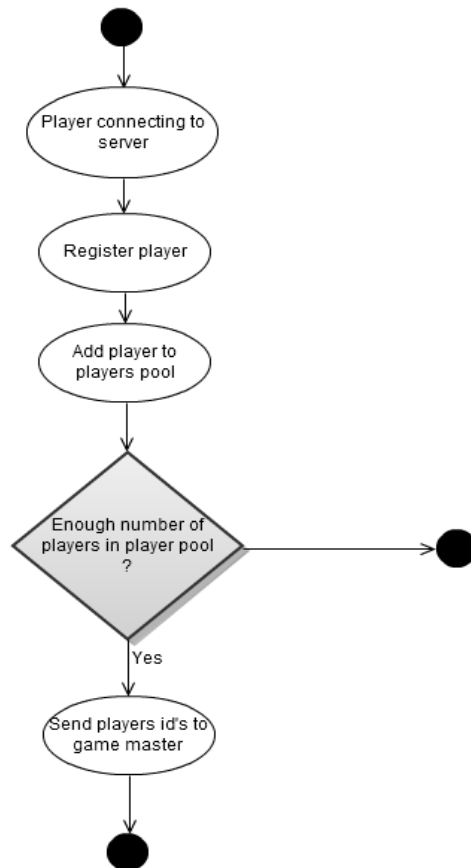 Player connecting to
server
Register player
Add player to
players pool
Enough number of
players in player pool
?
Yes
Send players id's to
game master